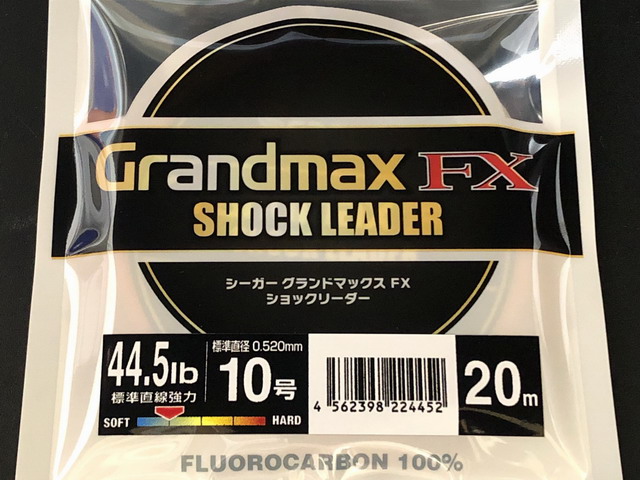 Grandmax FX
SHOCK LEADER
シーガー グランドマックス FX
ショックリーダー
44.5lb
標準直線強力
標準直径 0.520mm
10号
SOFT HARD
4 562398 224452
20m
FLUOROCARBON 100%